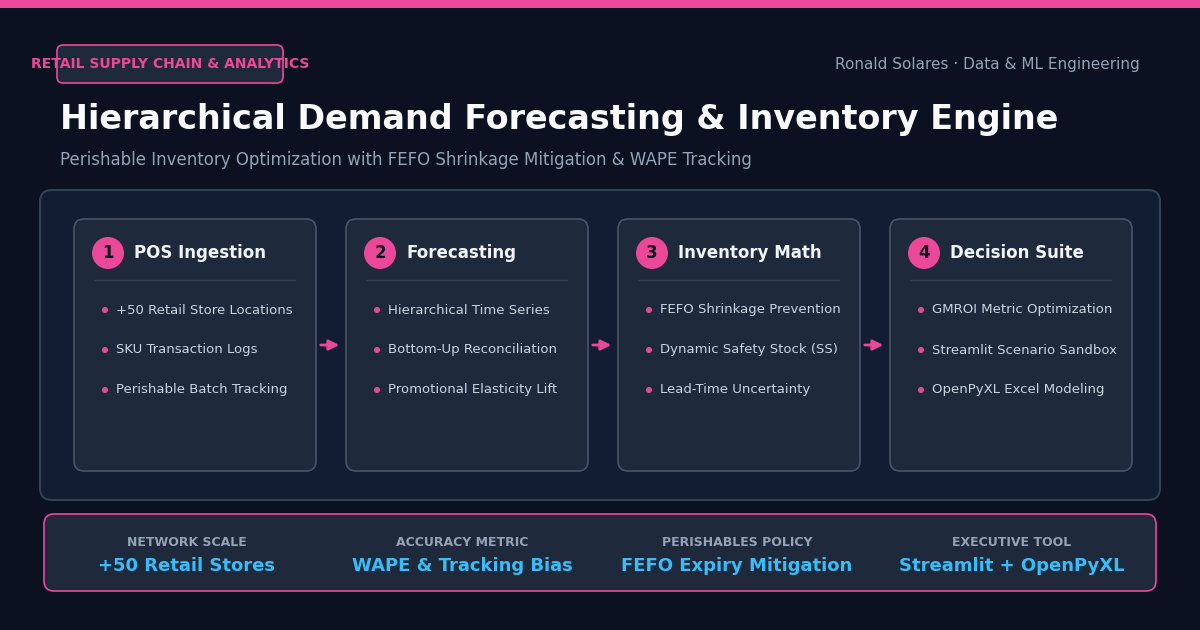 RETAIL SUPPLY CHAIN & ANALYTICS
Ronald Solares · Data & ML Engineering
Hierarchical Demand Forecasting & Inventory Engine
Perishable Inventory Optimization with FEFO Shrinkage Mitigation & WAPE Tracking
1 POS Ingestion
• +50 Retail Store Locations
• SKU Transaction Logs
• Perishable Batch Tracking
2 Forecasting
• Hierarchical Time Series
• Bottom-Up Reconciliation
• Promotional Elasticity Lift
3 Inventory Math
• FEFO Shrinkage Prevention
• Dynamic Safety Stock (SS)
• Lead-Time Uncertainty
4 Decision Suite
• GMROI Metric Optimization
• Streamlit Scenario Sandbox
• OpenPyXL Excel Modeling
NETWORK SCALE
+50 Retail Stores
ACCURACY METRIC
WAPE & Tracking Bias
PERISHABLES POLICY
FEFO Expiry Mitigation
EXECUTIVE TOOL
Streamlit + OpenPyXL